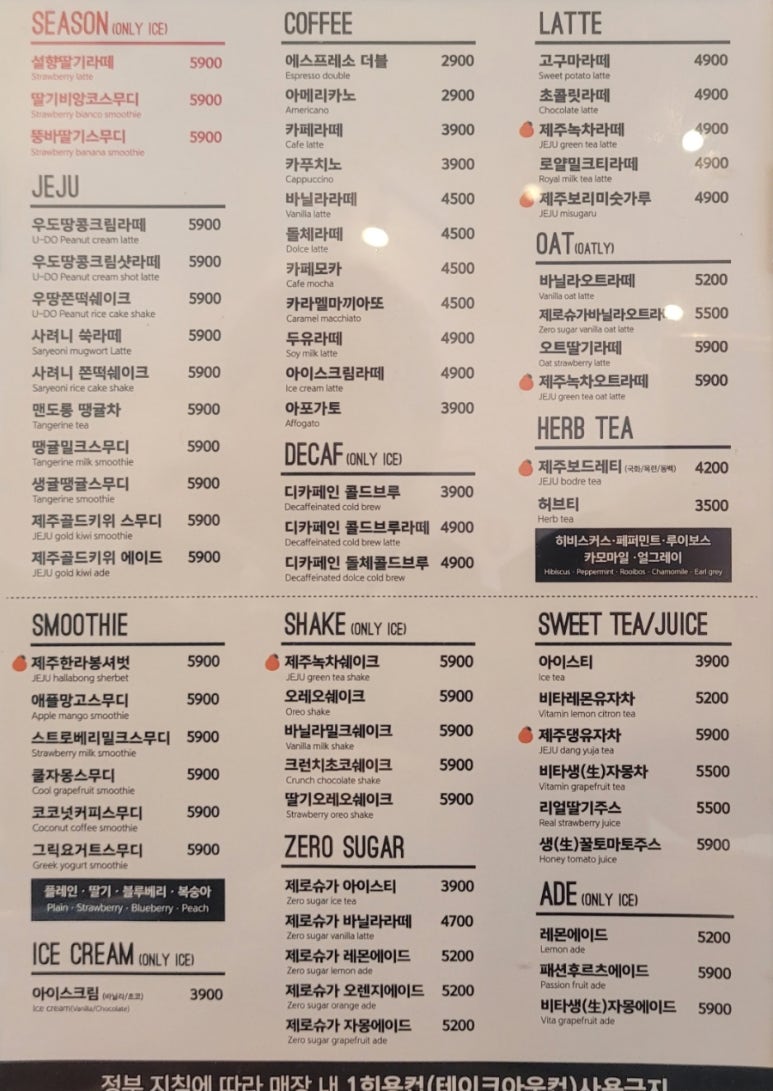 SEASON (ONLY ICE)
설향딸기라떼 5900
Strawberry latte
딸기비앙코스무디 5900
Strawberry bianco smoothie
뚱바딸기스무디 5900
Strawberry banana smoothie
JEJU
우도땅콩크림라떼 5900
U-DO Peanut cream latte
우도땅콩크림샷라떼 5900
U-DO Peanut cream shot latte
우땅쫀떡쉐이크 5900
U-DO Peanut rice cake shake
사려니 쑥라떼 5900
Saryeoni mugwort Latte
사려니 쫀떡쉐이크 5900
Saryeoni rice cake shake
맨도롱 땡귤차 5900
Tangerine tea
땡귤밀크스무디 5900
Tangerine milk smoothie
생귤땡귤스무디 5900
Tangerine smoothie
제주골드키위 스무디 5900
JEJU gold kiwi smoothie
제주골드키위 에이드 5900
JEJU gold kiwi ade
COFFEE
에스프레소 더블 2900
Espresso double
아메리카노 2900
Americano
카페라떼 3900
Cafe latte
카푸치노 3900
Cappuccino
바닐라라떼 4500
Vanilla latte
돌체라떼 4500
Dolce latte
카페모카 4500
Cafe mocha
카라멜마끼아또 4500
Caramel macchiato
두유라떼 4900
Soy milk latte
아이스크림라떼 4900
Ice cream latte
아포가토 3900
Affogato
DECAF (ONLY ICE)
디카페인 콜드브루 3900
Decaffeinated cold brew
디카페인 콜드브루라떼 4900
Decaffeinated cold brew latte
디카페인 돌체콜드브루 4900
Decaffeinated dolce cold brew
LATTE
고구마라떼 4900
Sweet potato latte
초콜릿라떼 4900
Chocolate latte
제주녹차라떼 4900
JEJU green tea latte
로얄밀크티라떼 4900
Royal milk tea latte
제주보리미숫가루 4900
JEJU misugaru
OAT (OATLY)
바닐라오트라떼 5200
Vanilla oat latte
제로슈가바닐라오트라 5500
Zero sugar vanilla oat latte
오트딸기라떼 5900
Oat strawberry latte
제주녹차오트라떼 5900
JEJU green tea oat latte
HERB TEA
제주보드레티 (국화/목련/동백) 4200
JEJU bodre tea
허브티 3500
Herb tea
히비스커스·페퍼민트·루이보스
카모마일 ·얼그레이
Hibiscus · Peppermint · Rooibos · Chamomile · Earl grey
SMOOTHIE
제주한라봉셔벗 5900
JEJU hallabong sherbet
애플망고스무디 5900
Apple mango smoothie
스트로베리밀크스무디 5900
Strawberry milk smoothie
쿨자몽스무디 5900
Cool grapefruit smoothie
코코넛커피스무디 5900
Coconut coffee smoothie
그릭요거트스무디 5900
Greek yogurt smoothie
플레인 · 딸기 · 블루베리 · 복숭아
Plain · Strawberry · Blueberry · Peach
ICE CREAM (ONLY ICE)
아이스크림 (바닐라/초코) 3900
Ice cream(Vanilla/Chocolate)
SHAKE (ONLY ICE)
제주녹차쉐이크 5900
JEJU green tea shake
오레오쉐이크 5900
Oreo shake
바닐라밀크쉐이크 5900
Vanilla milk shake
크런치초코쉐이크 5900
Crunch chocolate shake
딸기오레오쉐이크 5900
Strawberry oreo shake
ZERO SUGAR
제로슈가 아이스티 3900
Zero sugar ice tea
제로슈가 바닐라라떼 4700
Zero sugar vanilla latte
제로슈가 레몬에이드 5200
Zero sugar lemon ade
제로슈가 오렌지에이드 5200
Zero sugar orange ade
제로슈가 자몽에이드 5200
Zero sugar grapefruit ade
SWEET TEA/JUICE
아이스티 3900
Ice tea
비타레몬유자차 5200
Vitamin lemon citron tea
제주댕유자차 5900
JEJU dang yuja tea
비타생(生)자몽차 5500
Vitamin grapefruit tea
리얼딸기주스 5500
Real strawberry juice
생(生)꿀토마토주스 5900
Honey tomato juice
ADE (ONLY ICE)
레몬에이드 5200
Lemon ade
패션후르츠에이드 5900
Passion fruit ade
비타생(生)자몽에이드 5900
Vita grapefruit ade
정부 지침에 따라 매장 내 1회용컵(테이크아웃컵)사용금지